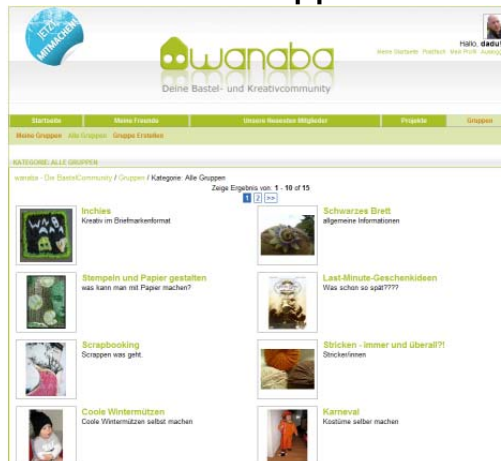 JETZT
MITMACHEN!
Hallo, dadu!
wanaba
Deine Bastel- und Kreativcommunity
Meine Startseite Postfach Mein Profil
Startseite Meine Freunde Unsere Neuesten Mitglieder Projekte Gruppen
Meine Gruppen Alle Gruppen Gruppe Erstellen
KATEGORIE: ALLE GRUPPEN
wanaba - Die BastelCommunity / Gruppen / Kategorie: Alle Gruppen
Zeige Ergebnis von: 1 - 10 of 15
1 2 >>
Inchies
Kreativ im Briefmarkenformat
Schwarzes Brett
allgemeine Informationen
Stempeln und Papier gestalten
was kann man mit Papier machen?
Last-Minute-Geschenkideen
Was schon so spät????
Scrapbooking
Scrappen was geht.
Stricken - immer und überall?!
Stricker/innen
Coole Wintermützen
Coole Wintermützen selbst machen
Karneval
Kostüme selber machen